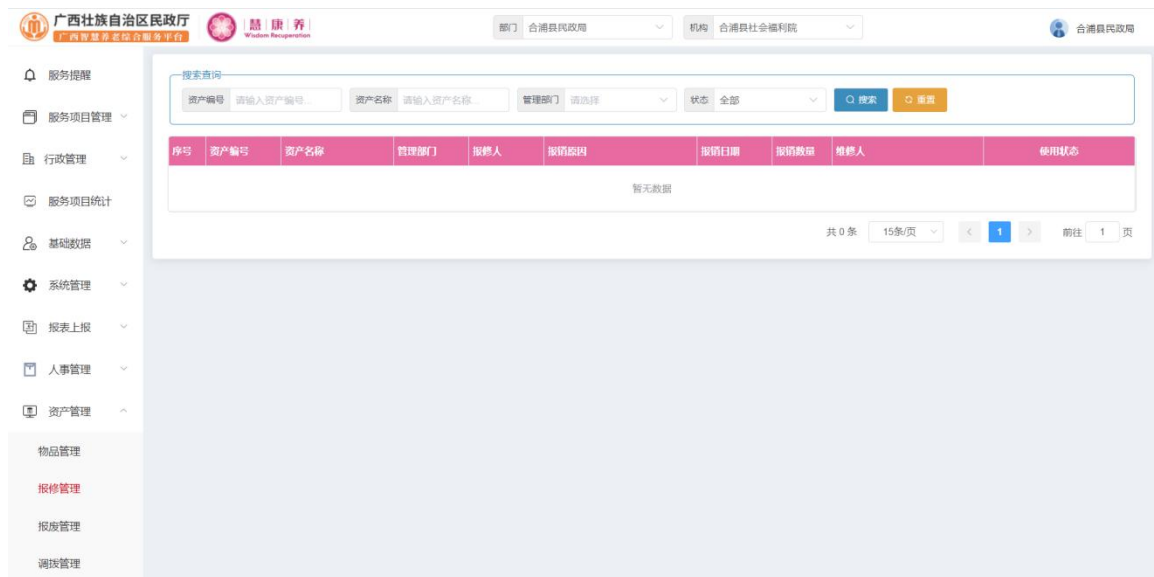 广西壮族自治区民政厅
广西智慧养老综合服务平台
慧 康 养
Wisdom Recuperation
部门 合浦县民政局
机构 合浦县社会福利院
合浦县民政局
服务提醒
服务项目管理
行政管理
服务项目统计
基础数据
系统管理
报表上报
人事管理
资产管理
物品管理
报修管理
报废管理
调拨管理
搜索查询
资产编号 请输入资产编号...
资产名称 请输入资产名称...
管理部门 请选择
状态 全部
搜索
重置
序号 资产编号 资产名称 管理部门 报修人 报销原因 报销日期 报销数量 维修人 使用状态
暂无数据
共 0 条 15条/页 < 1 > 前往 1 页